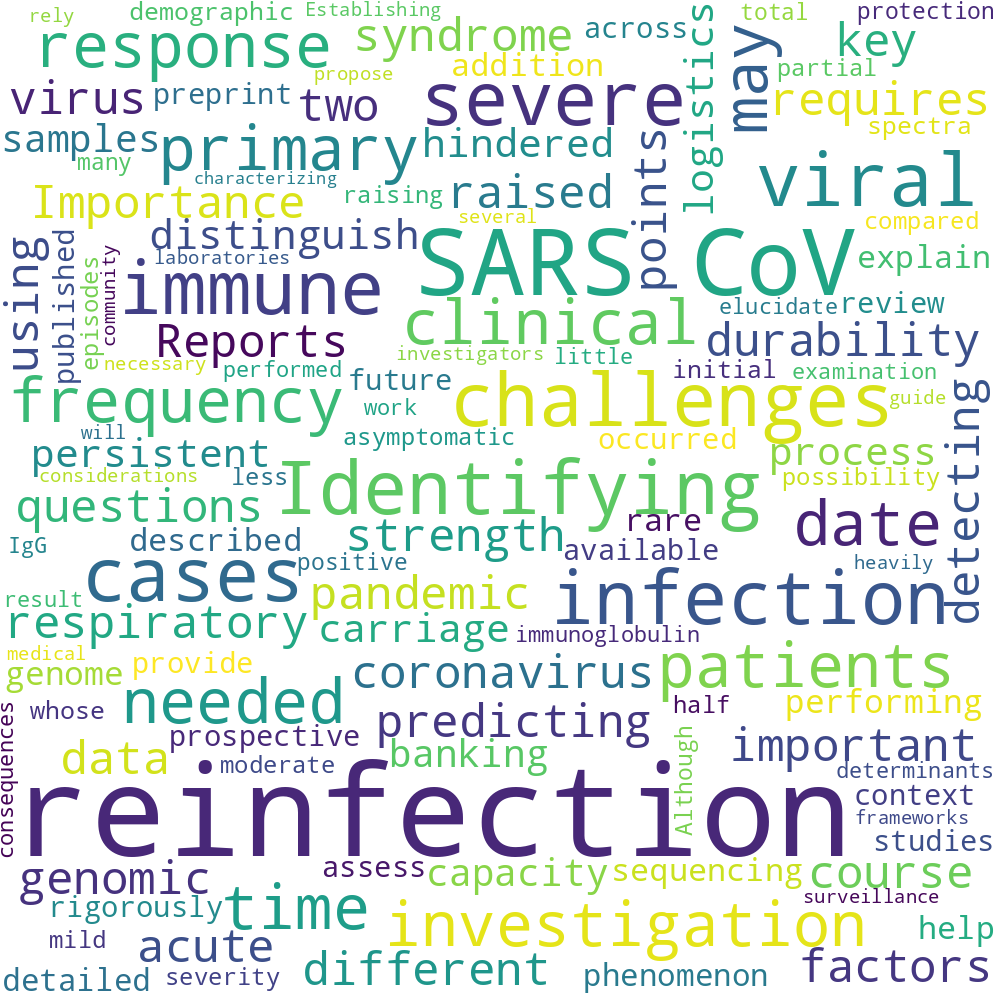 rely
demographic
Establishing
response
syndrome
across
logistics
total
protection
may
key
propose
addition
partial
virus
preprint
two
severe
requires
samples
primary
hindered
spectra
many
characterizing
raising
raised
points
viral
Importance
several
compared
distinguish
SARS
CoV
using
published
episodes
community
laboratories
immune
explain
elucidate
review
Reports
clinical
durability
necessary
performed
investigators
little
initial
examination
frequency
future
work
challenges
guide
detecting
will
asymptomatic
occurred
process
persistent
considerations
less
Identifying
possibility
questions
strength
rare
date
IgG
described
positive
available
heavily
cases
infection
result
pandemic
respiratory
carriage
immunoglobulin
medical
genome
provide
coronavirus
patients
consequences
whose
needed
predicting
half
performing
prospective
Although
important
data
moderate
banking
determinants
reinfection
context
frameworks
studies
genomic
assess
capacity
sequencing
course
rigorously
time
investigation
surveillance
help
mild
acute
detailed
severity
different
phenomenon
factors